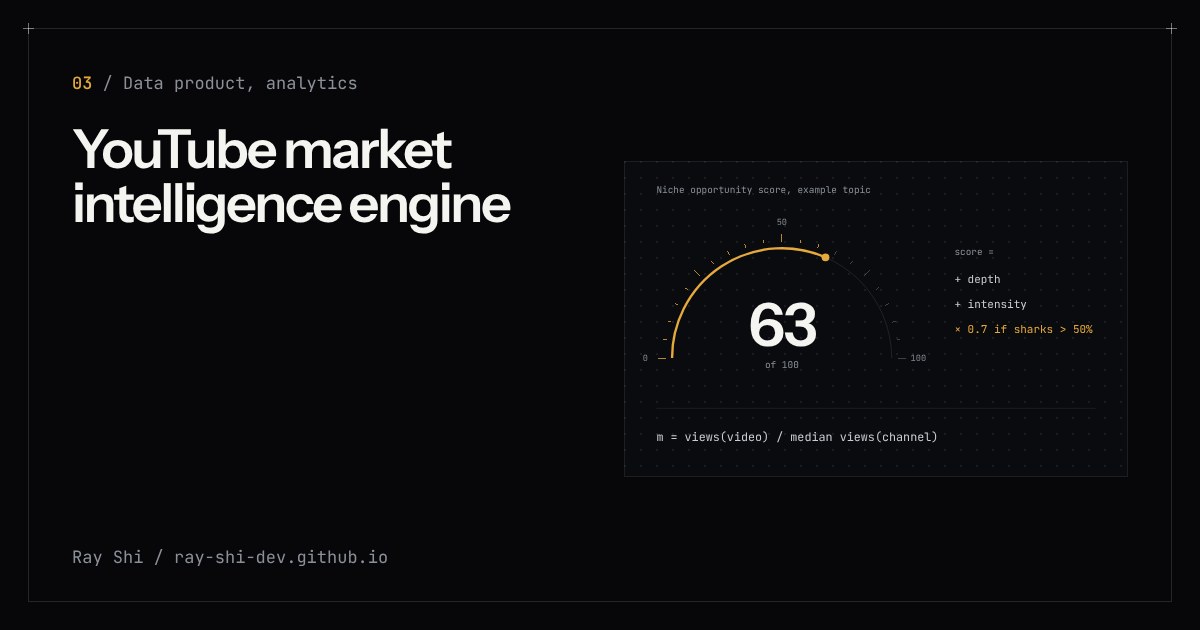 03 / Data product, analytics
YouTube market
intelligence engine
Niche opportunity score, example topic
50
0
100
63
of 100
score =
+ depth
+ intensity
× 0.7 if sharks > 50%
m = views(video) / median views(channel)
Ray Shi / ray-shi-dev.github.io